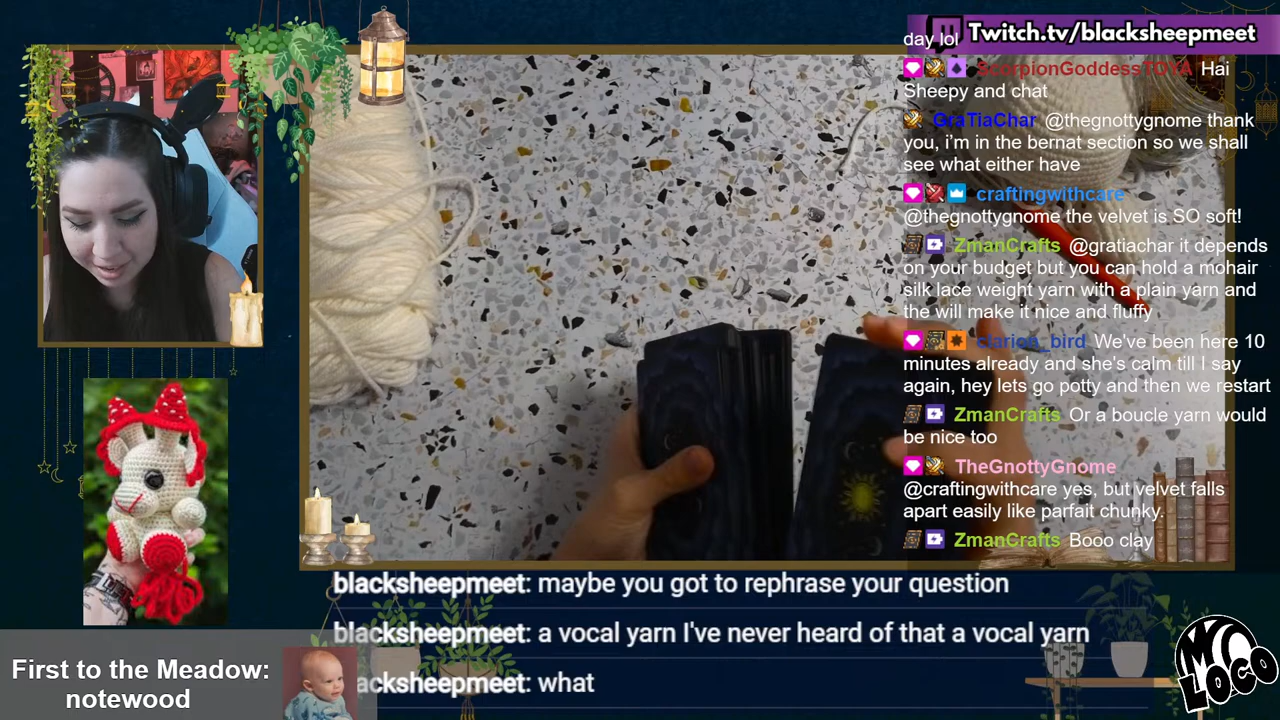 Twitch.tv/blacksheepmeet
day lol
ScorpionGoddessTOYA Hai
Sheepy and chat
GraTiaChar @thegnottygnome thank
you, i'm in the bernat section so we shall
see what either have
craftingwithcare
@thegnottygnome the velvet is SO soft!
ZmanCrafts @gratiachar it depends
on your budget but you can hold a mohair
silk lace weight yarn with a plain yarn and
the will make it nice and fluffy
clarion_bird We've been here 10
minutes already and she's calm till I say
again, hey lets go potty and then we restart
ZmanCrafts Or a boucle yarn would
be nice too
TheGnottyGnome
@craftingwithcare yes, but velvet falls
apart easily like parfait chunky.
ZmanCrafts Booo clay
blacksheepmeet: maybe you got to rephrase your question
blacksheepmeet: a vocal yarn I've never heard of that a vocal yarn
acksheepmeet: what
First to the Meadow:
notewood
MC
LOCO